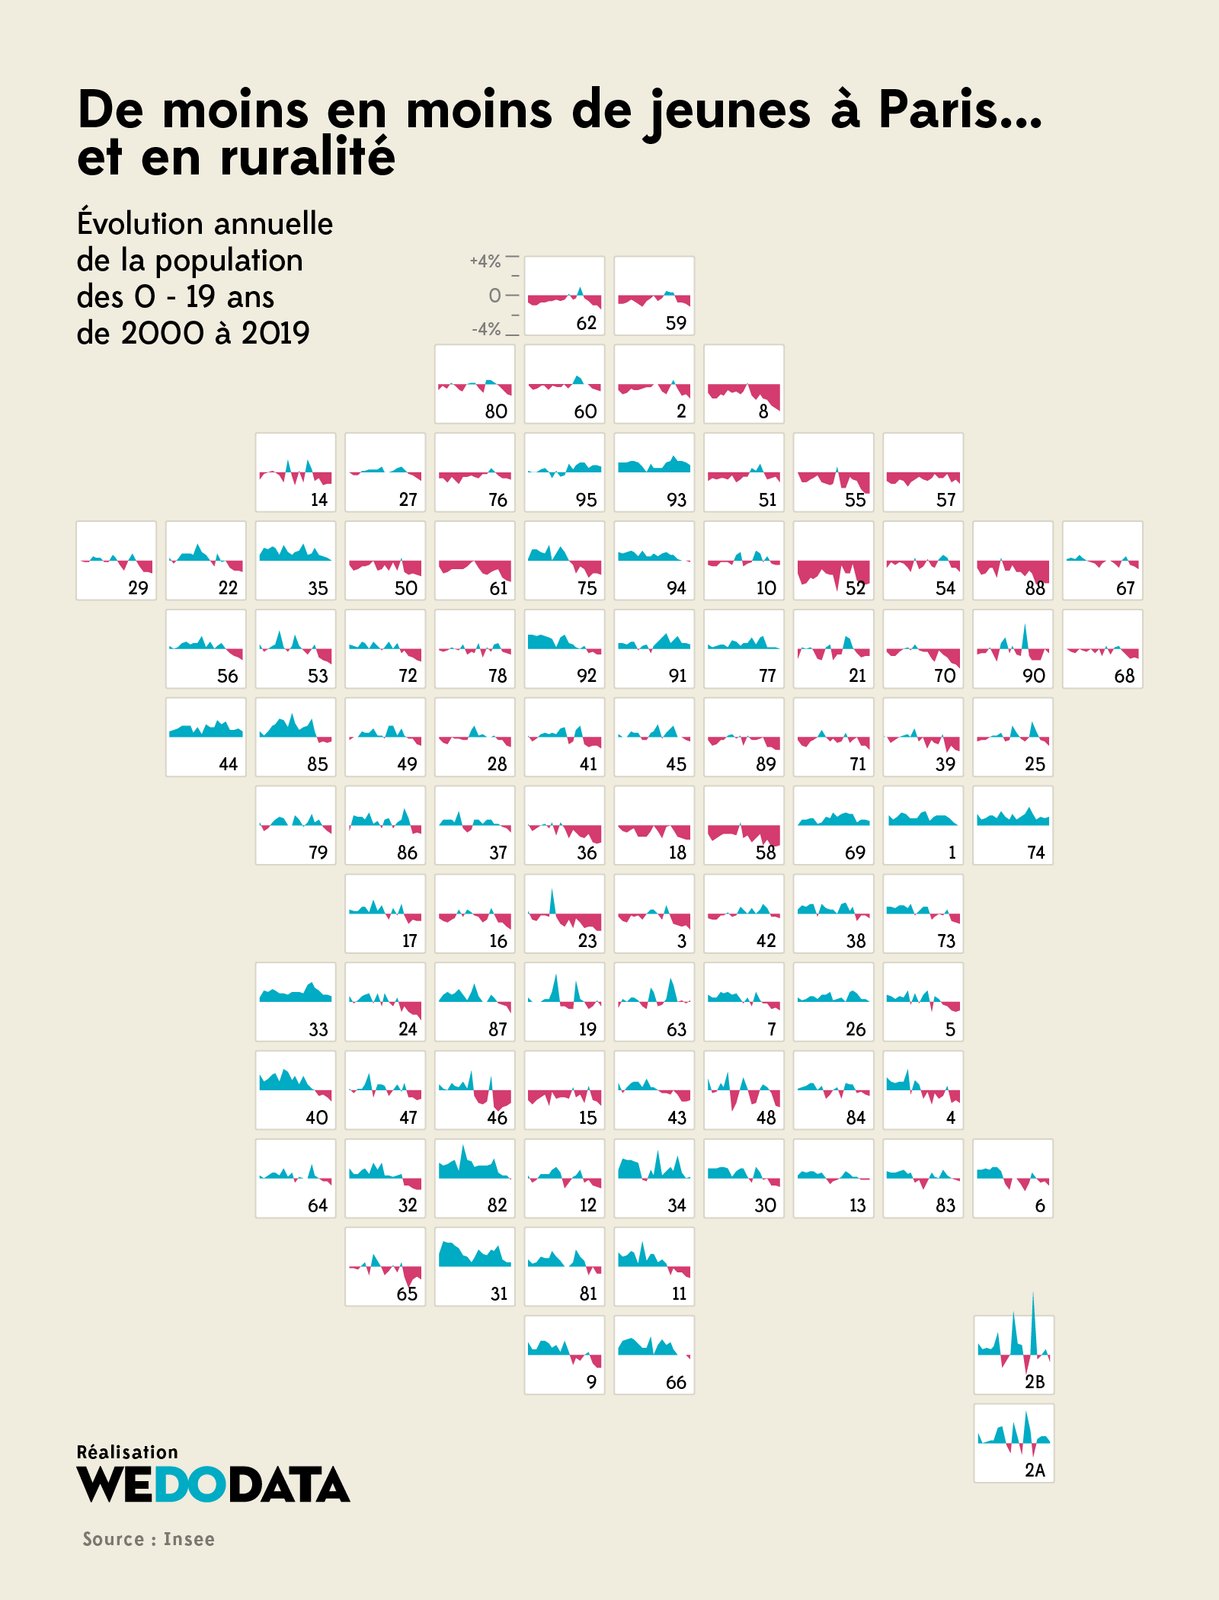 De moins en moins de jeunes à Paris...
et en ruralité
Évolution annuelle
de la population
des 0 - 19 ans
de 2000 à 2019
+4%
0
-4%
62 59
80 60 2 8
14 27 76 95 93 51 55 57
29 22 35 50 61 75 94 10 52 54 88 67
56 53 72 78 92 91 77 21 70 90 68
44 85 49 28 41 45 89 71 39 25
79 86 37 36 18 58 69 1 74
17 16 23 3 42 38 73
33 24 87 19 63 7 26 5
40 47 46 15 43 48 84 4
64 32 82 12 34 30 13 83 6
65 31 81 11
9 66 2B
2A
Réalisation
WEDODATA
Source : Insee